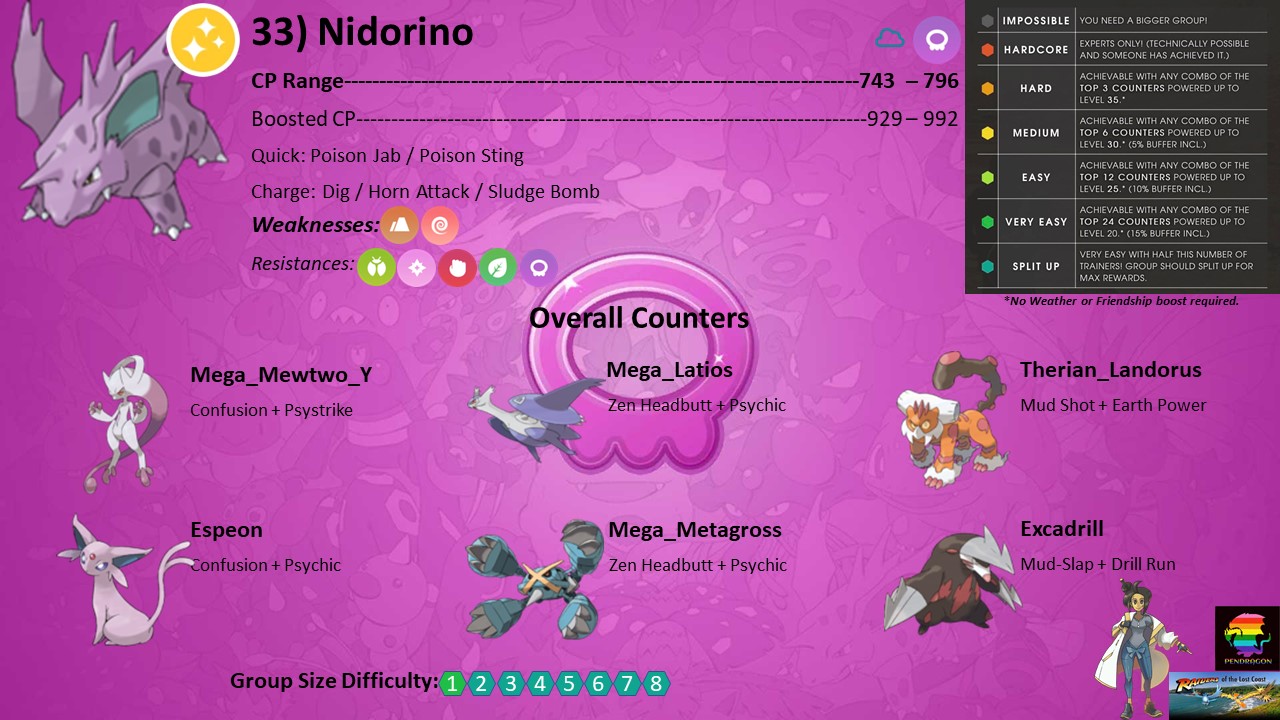 33) Nidorino
CP Range--------------------------------------------------------------------------------743 – 796
Boosted CP-------------------------------------------------------------------------------929 – 992
Quick: Poison Jab / Poison Sting
Charge: Dig / Horn Attack / Sludge Bomb
Weaknesses:
Resistances:
IMPOSSIBLE YOU NEED A BIGGER GROUP!
HARDCORE EXPERTS ONLY! (TECHNICALLY POSSIBLE
AND SOMEONE HAS ACHIEVED IT.)
HARD ACHIEVABLE WITH ANY COMBO OF THE
TOP 3 COUNTERS POWERED UP TO
LEVEL 35.*
MEDIUM ACHIEVABLE WITH ANY COMBO OF THE
TOP 6 COUNTERS POWERED UP TO
LEVEL 30.* (5% BUFFER INCL.)
EASY ACHIEVABLE WITH ANY COMBO OF THE
TOP 12 COUNTERS POWERED UP TO
LEVEL 25.* (10% BUFFER INCL.)
VERY EASY ACHIEVABLE WITH ANY COMBO OF THE
TOP 24 COUNTERS POWERED UP TO
LEVEL 20.* (15% BUFFER INCL.)
SPLIT UP VERY EASY WITH HALF THIS NUMBER OF
TRAINERS! GROUP SHOULD SPLIT UP FOR
MAX REWARDS.
*No Weather or Friendship boost required.
Overall Counters
Mega_Mewtwo_Y
Confusion + Psystrike
Mega_Latios
Zen Headbutt + Psychic
Therian_Landorus
Mud Shot + Earth Power
Espeon
Confusion + Psychic
Mega_Metagross
Zen Headbutt + Psychic
Excadrill
Mud-Slap + Drill Run
Group Size Difficulty: 1 2 3 4 5 6 7 8
PENDRAGON
RAIDERS of the Lost Coast